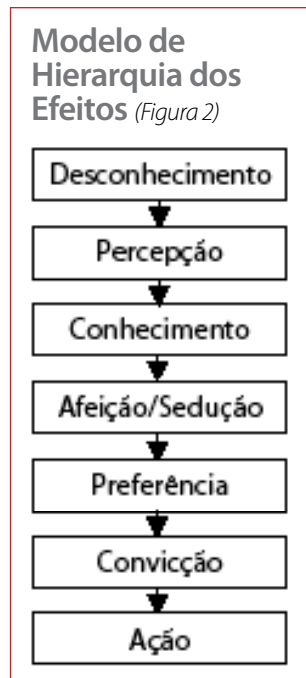 Modelo de
Hierarquia dos
Efeitos (Figura 2)
Desconhecimento
Percepção
Conhecimento
Afeição/Sedução
Preferência
Convicção
Ação